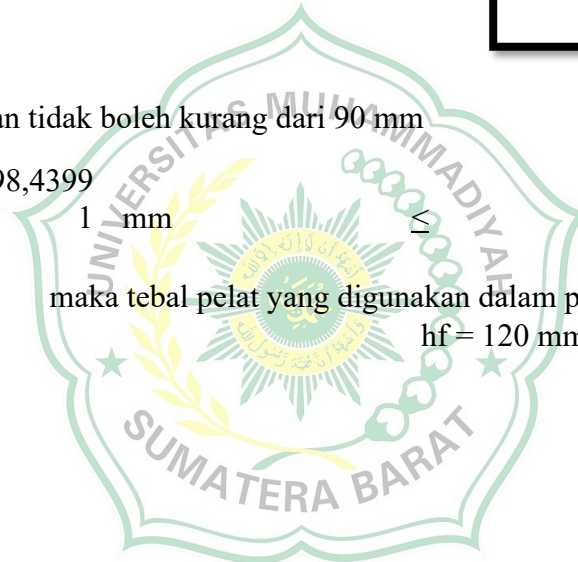 an tidak boleh kurang dari 90 mm
98,4399
1 mm ≤
maka tebal pelat yang digunakan dalam p
hf = 120 mm
UNIVERSITAS MUHAMMADIYAH
SUMATERA BARAT